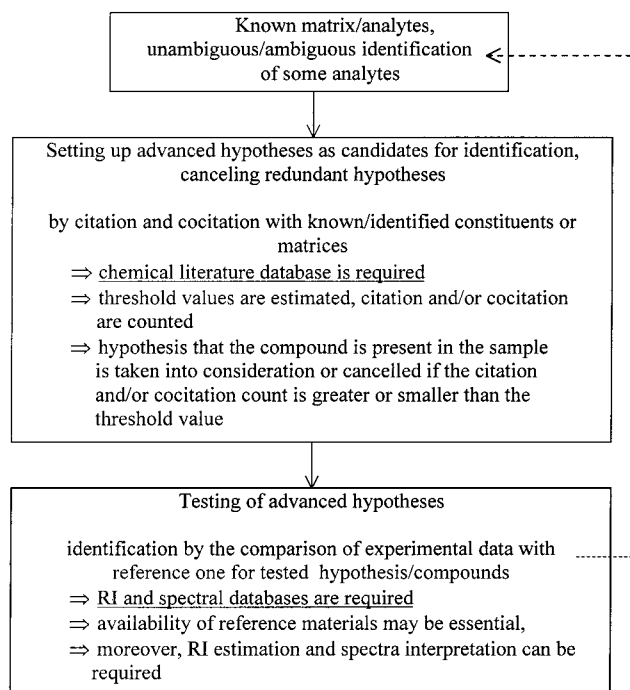 Known matrix/analytes,
unambiguous/ambiguous identification
of some analytes
Setting up advanced hypotheses as candidates for identification,
canceling redundant hypotheses
by citation and cocitation with known/identified constituents or
matrices
⇒ chemical literature database is required
⇒ threshold values are estimated, citation and/or cocitation
are counted
⇒ hypothesis that the compound is present in the sample
is taken into consideration or cancelled if the citation
and/or cocitation count is greater or smaller than the
threshold value
Testing of advanced hypotheses
identification by the comparison of experimental data with
reference one for tested hypothesis/compounds
⇒ RI and spectral databases are required
⇒ availability of reference materials may be essential,
⇒ moreover, RI estimation and spectra interpretation can be
required